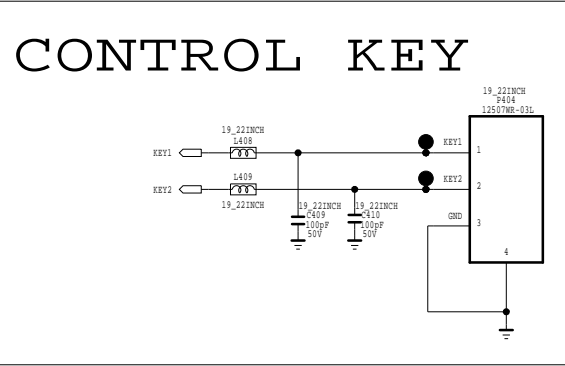 CONTROL KEY
19_22INCH
P404
12507WR-03L
19_22INCH
L408
KEY1
KEY1
1
L409
KEY2
KEY2
2
19_22INCH
19_22INCH
C409
100pF
50V
19_22INCH
C410
100pF
50V
GND
3
4